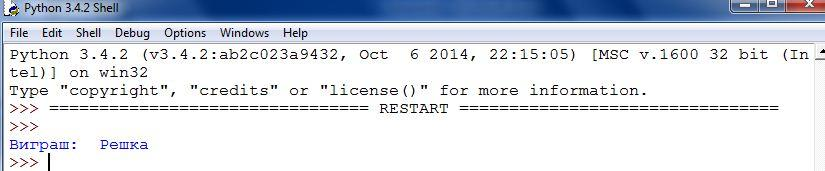 Python 3.4.2 Shell
File Edit Shell Debug Options Windows Help
Python 3.4.2 (v3.4.2:ab2c023a9432, Oct  6 2014, 22:15:05) [MSC v.1600 32 bit (In
tel)] on win32
Type "copyright", "credits" or "license()" for more information.
>>> ================================ RESTART ================================
>>>
Виграш:  Решка
>>>